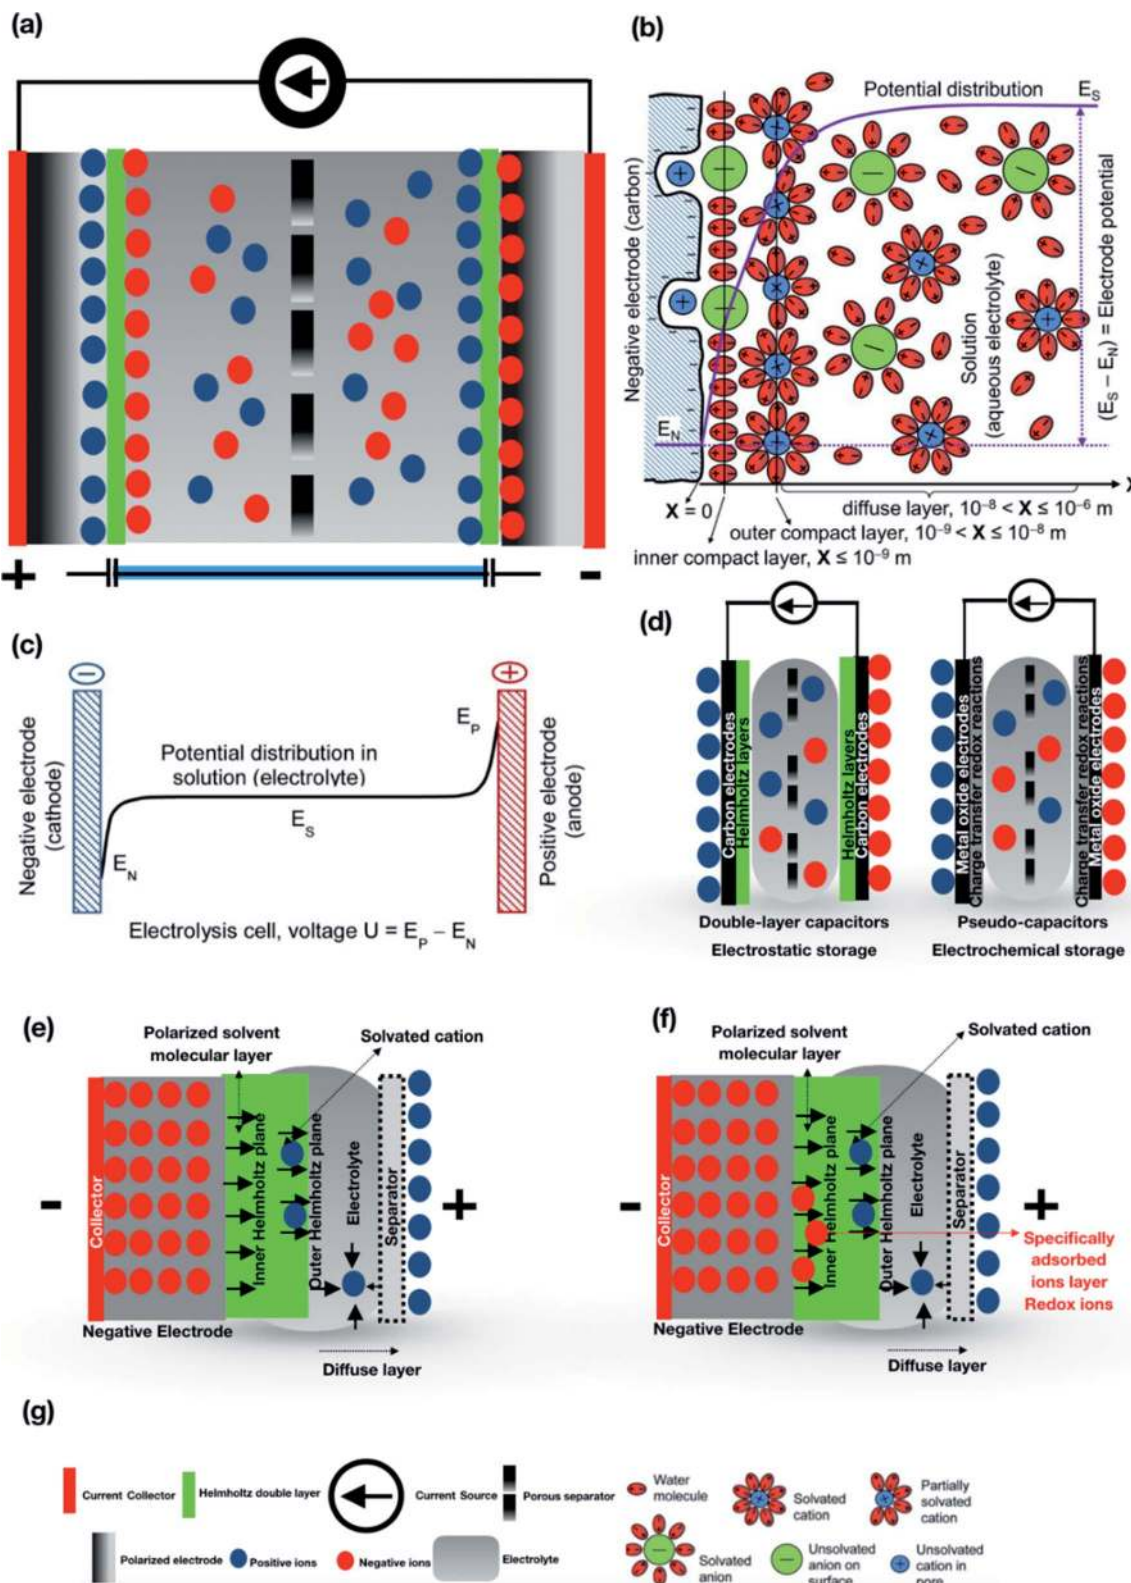 (a)
+
-
(b)
Negative electrode (carbon)
Potential distribution
E_S
E_N
Solution
(aqueous electrolyte)
(E_S – E_N) = Electrode potential
X
X = 0
diffuse layer, 10⁻⁸ < X ≤ 10⁻⁶ m
outer compact layer, 10⁻⁹ < X ≤ 10⁻⁸ m
inner compact layer, X ≤ 10⁻⁹ m
(c)
Negative electrode
(cathode)
E_N
Potential distribution in
solution (electrolyte)
E_S
E_P
Positive electrode
(anode)
Electrolysis cell, voltage U = E_P – E_N
(d)
Carbon electrodes
Helmholtz layers
Helmholtz layers
Carbon electrodes
Double-layer capacitors
Electrostatic storage
Metal oxide electrodes
Charge transfer redox reactions
Charge transfer redox reactions
Metal oxide electrodes
Pseudo-capacitors
Electrochemical storage
(e)
Polarized solvent
molecular layer
Solvated cation
-
Collector
Inner Helmholtz plane
Outer Helmholtz plane
Electrolyte
Separator
+
Negative Electrode
Diffuse layer
(f)
Polarized solvent
molecular layer
Solvated cation
-
Collector
Inner Helmholtz plane
Outer Helmholtz plane
Electrolyte
Separator
+
Specifically
adsorbed
ions layer
Redox ions
Negative Electrode
Diffuse layer
(g)
Current Collector
Helmholtz double layer
Current Source
Porous separator
Water
molecule
Solvated
cation
Partially
solvated
cation
Polarized electrode
Positive ions
Negative ions
Electrolyte
Solvated
anion
Unsolvated
anion on
surface
Unsolvated
cation in
pore